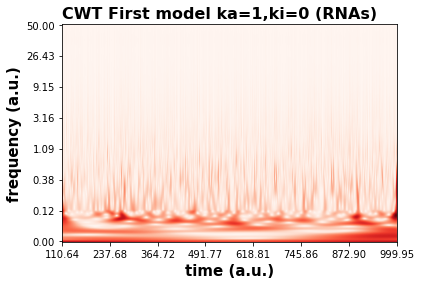 CWT First model ka=1,ki=0 (RNAs)
frequency (a.u.)
50.00
26.43
9.15
3.16
1.09
0.38
0.12
0.00
110.64 237.68 364.72 491.77 618.81 745.86 872.90 999.95
time (a.u.)